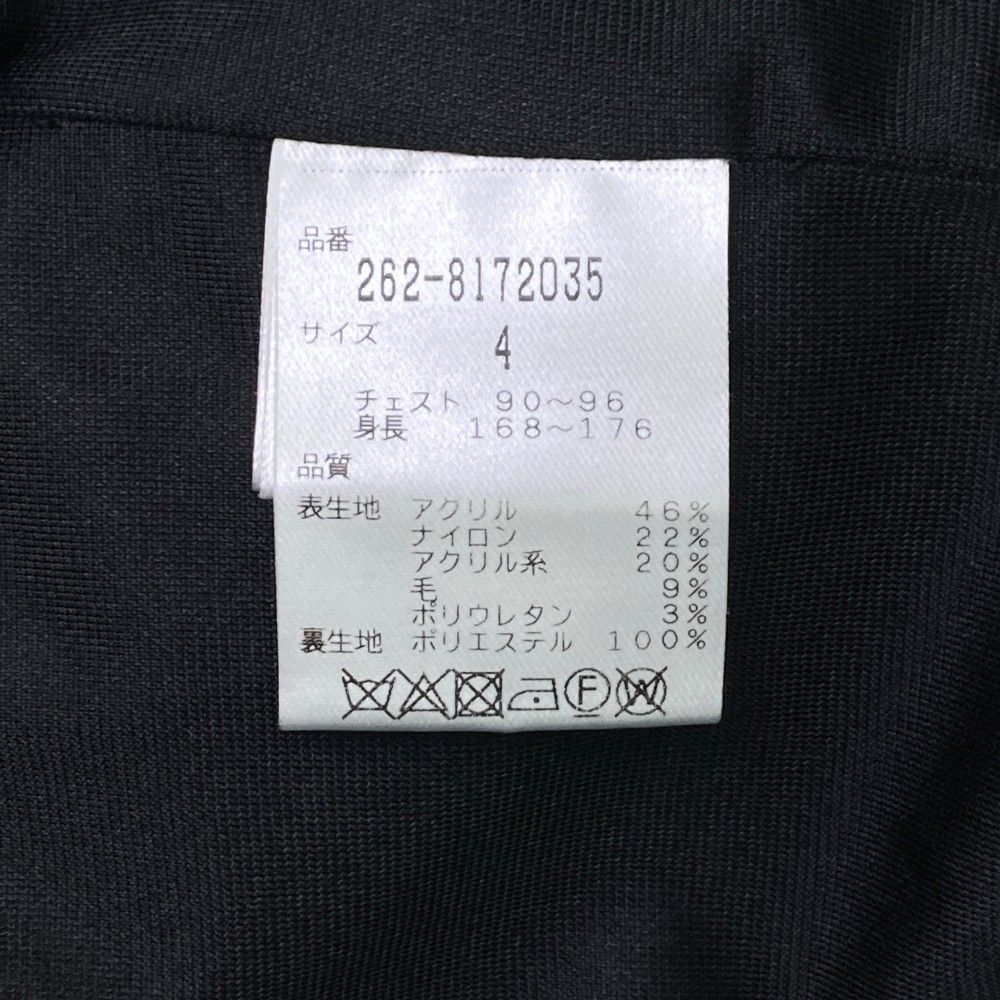 品番
262-8172035
サイズ 4
チェスト 90～96
身長 168～176
品質
表生地 アクリル 46%
ナイロン 22%
アクリル系 20%
毛 9%
ポリウレタン 3%
裏生地 ポリエステル 100%
F W